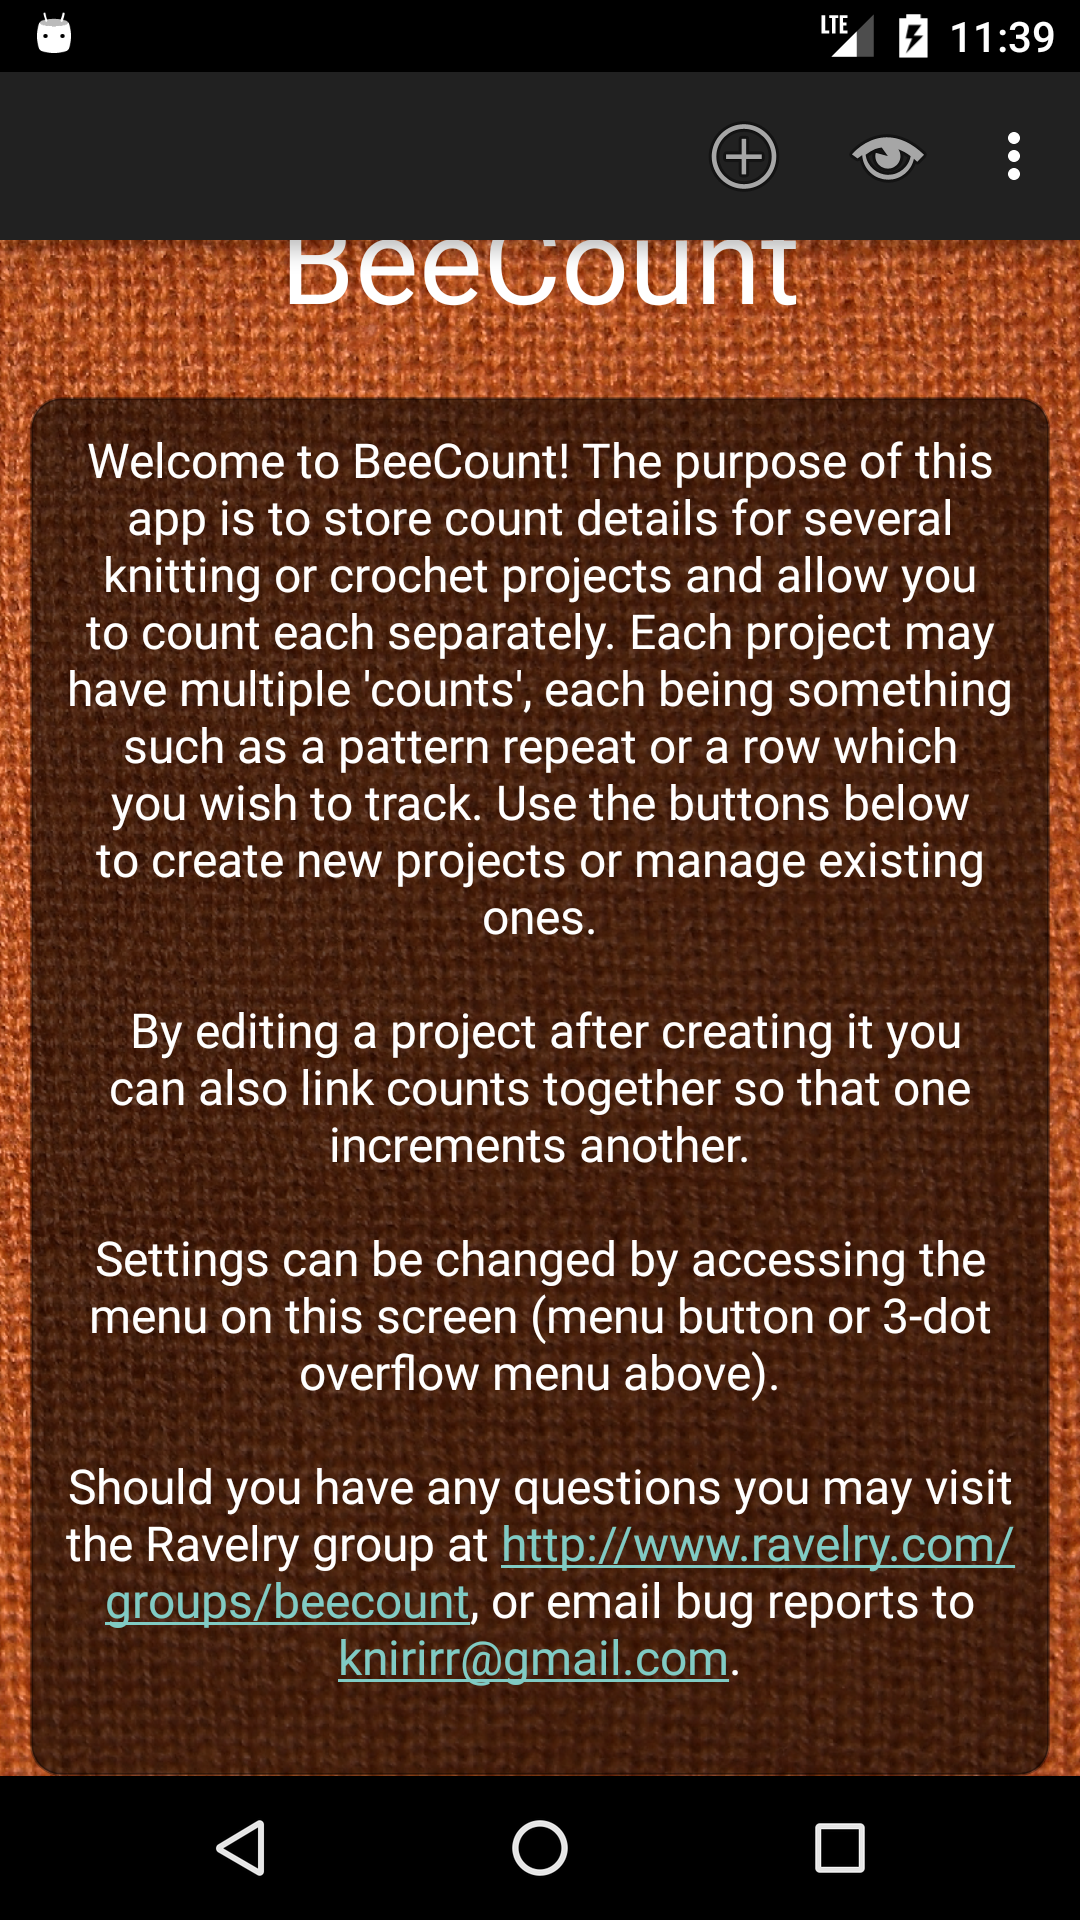 LTE 11:39
BeeCount
Welcome to BeeCount! The purpose of this
app is to store count details for several
knitting or crochet projects and allow you
to count each separately. Each project may
have multiple 'counts', each being something
such as a pattern repeat or a row which
you wish to track. Use the buttons below
to create new projects or manage existing
ones.
By editing a project after creating it you
can also link counts together so that one
increments another.
Settings can be changed by accessing the
menu on this screen (menu button or 3-dot
overflow menu above).
Should you have any questions you may visit
the Ravelry group at http://www.ravelry.com/
groups/beecount, or email bug reports to
knirirr@gmail.com.